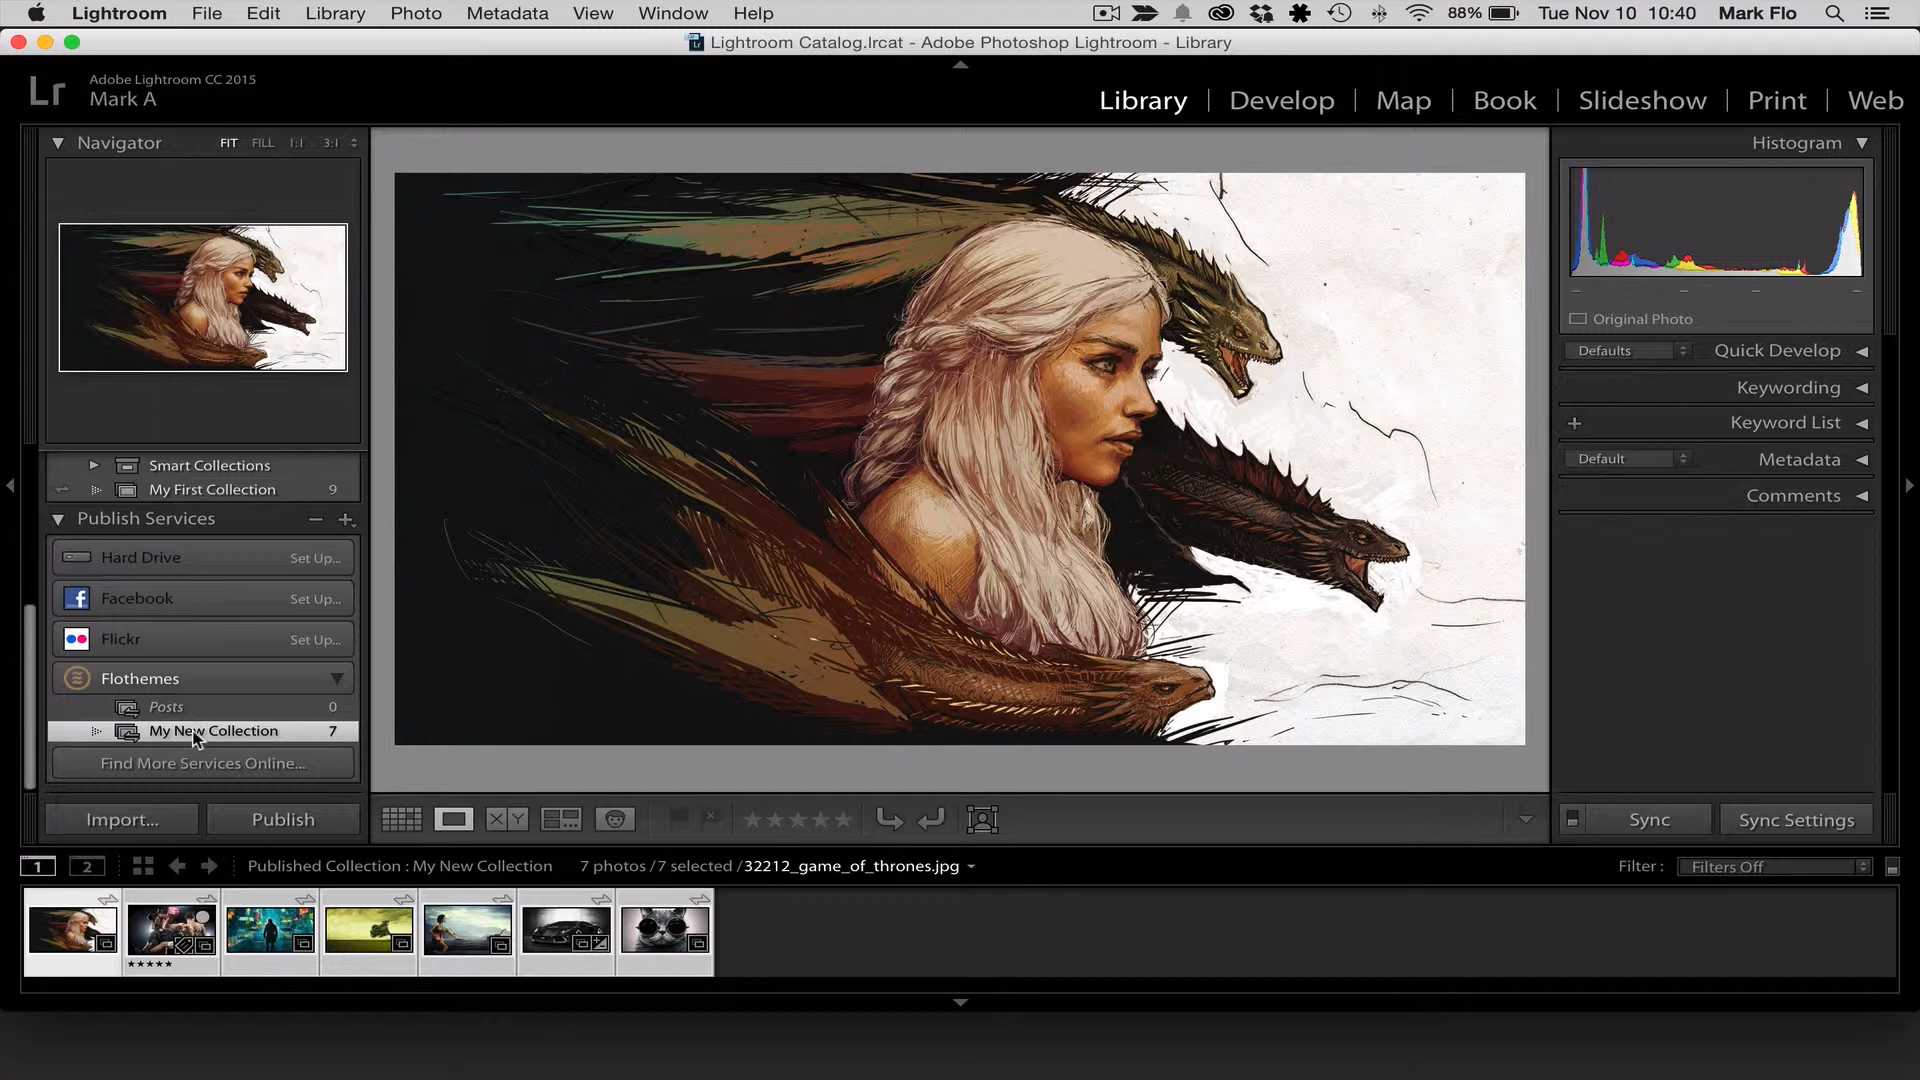 Lightroom File Edit Library Photo Metadata View Window Help 88% Tue Nov 10 10:40 Mark Flo
Lr Lightroom Catalog.lrcat - Adobe Photoshop Lightroom - Library
Lr Adobe Lightroom CC 2015
Mark A
Library | Develop | Map | Book | Slideshow | Print | Web
Navigator FIT FILL 1:1 3:1
Histogram
Original Photo
Defaults Quick Develop
Keywording
Keyword List
Default Metadata
Comments
Smart Collections
My First Collection 9
Publish Services
Hard Drive Set Up...
Facebook Set Up...
Flickr Set Up...
Flothemes
Posts 0
My New Collection 7
Find More Services Online...
Import... Publish
X Y
Sync Sync Settings
1 2 Published Collection : My New Collection 7 photos / 7 selected / 32212_game_of_thrones.jpg Filter : Filters Off